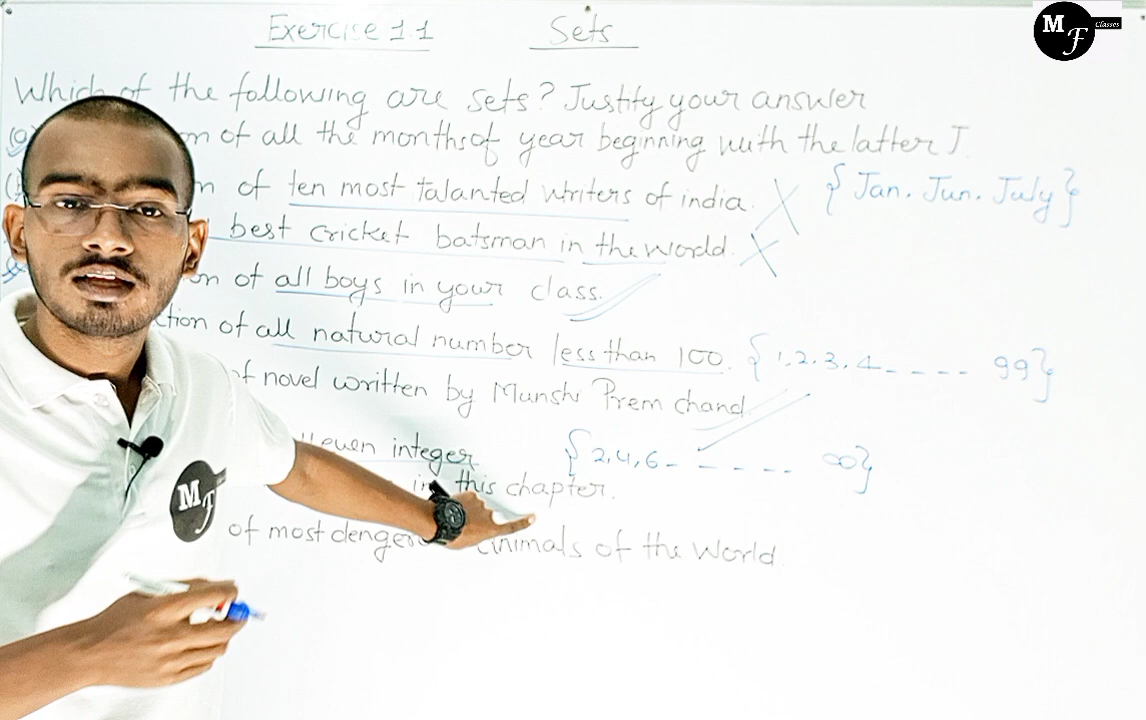 Exercise 1.1 Sets
M F Classes
Which of the following are sets? Justify your answer
on of all the months of year beginning with the latter J.
n of ten most talanted writers of india. { Jan. Jun. July }
best cricket batsman in the world.
on of all boys in your class.
tion of all natural number less than 100. { 1, 2, 3, 4 - - - - - 99 }
of novel written by Munshi Prem chand
even integer { 2, 4, 6 - - - - - ∞ }
in this chapter.
M F
of most animals of the World.